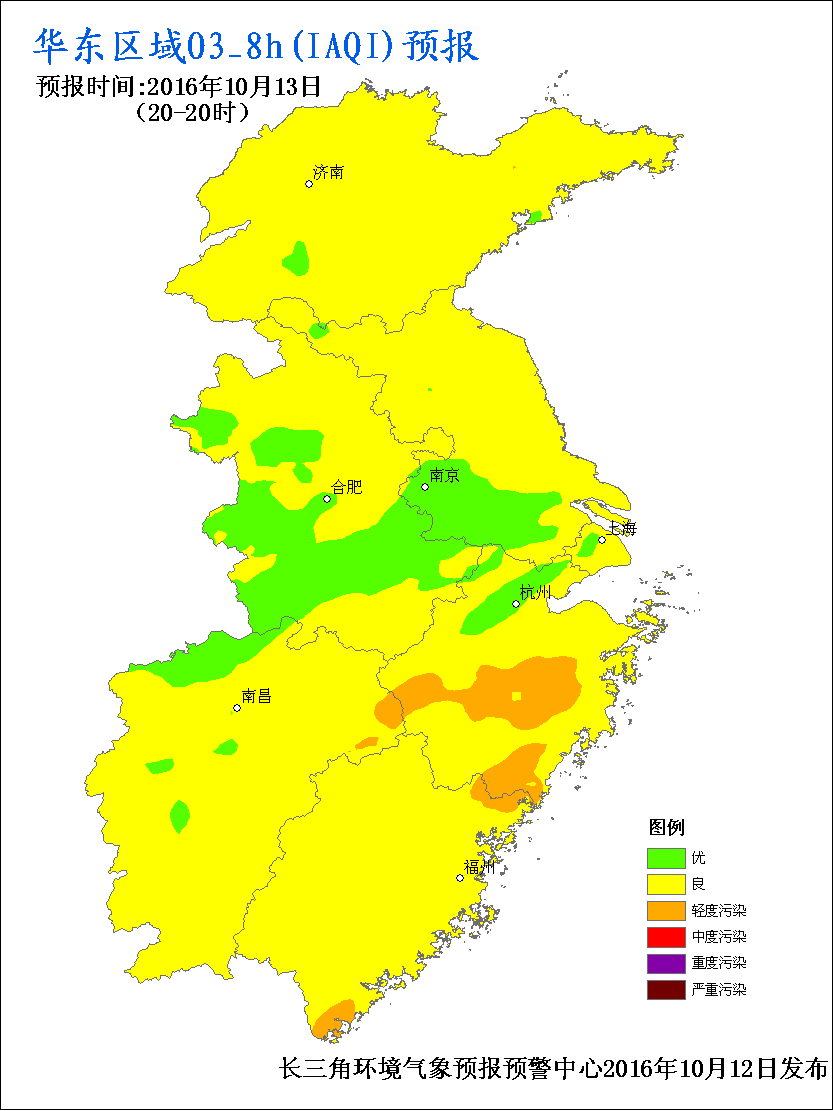 华东区域O3_8h(IAQI)预报
预报时间:2016年10月13日
（20-20时）
济南
南京
合肥
上海
杭州
南昌
福州
图例
优
良
轻度污染
中度污染
重度污染
严重污染
长三角环境气象预报预警中心2016年10月12日发布